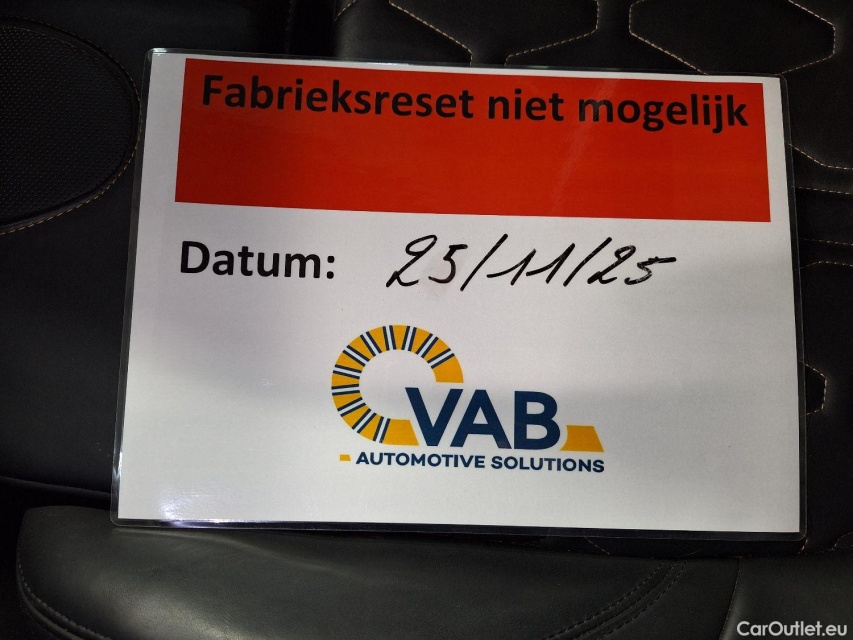 Fabrieksreset niet mogelijk
Datum: 25/11/25
VAB
AUTOMOTIVE SOLUTIONS
CarOutlet.eu